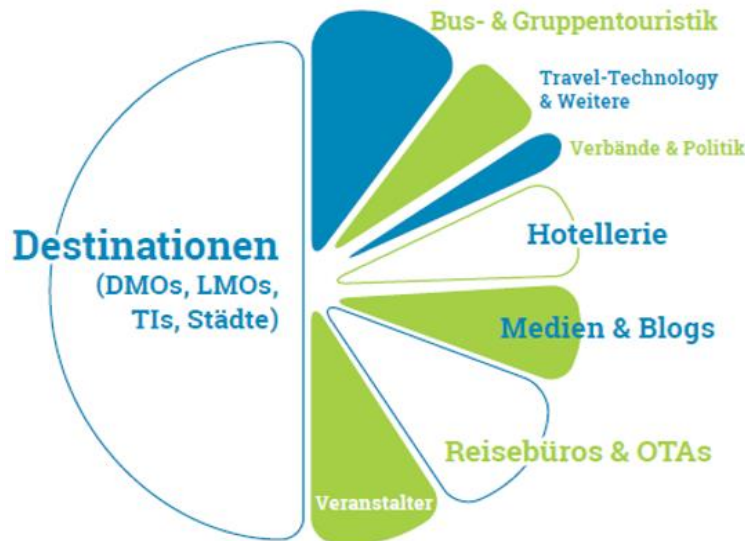 Bus- & Gruppentouristik
Travel-Technology
& Weitere
Verbände & Politik
Destinationen
(DMOs, LMOs,
TIs, Städte)
Hotellerie
Medien & Blogs
Reisebüros & OTAs
Veranstalter